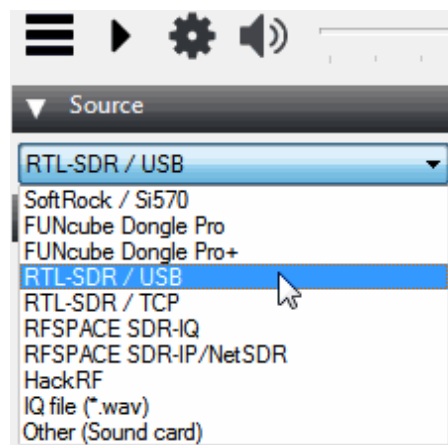 Source
RTL-SDR / USB
SoftRock / Si570
FUNcube Dongle Pro
FUNcube Dongle Pro+
RTL-SDR / USB
RTL-SDR / TCP
RFSPACE SDR-IQ
RFSPACE SDR-IP/NetSDR
HackRF
IQ file (*.wav)
Other (Sound card)